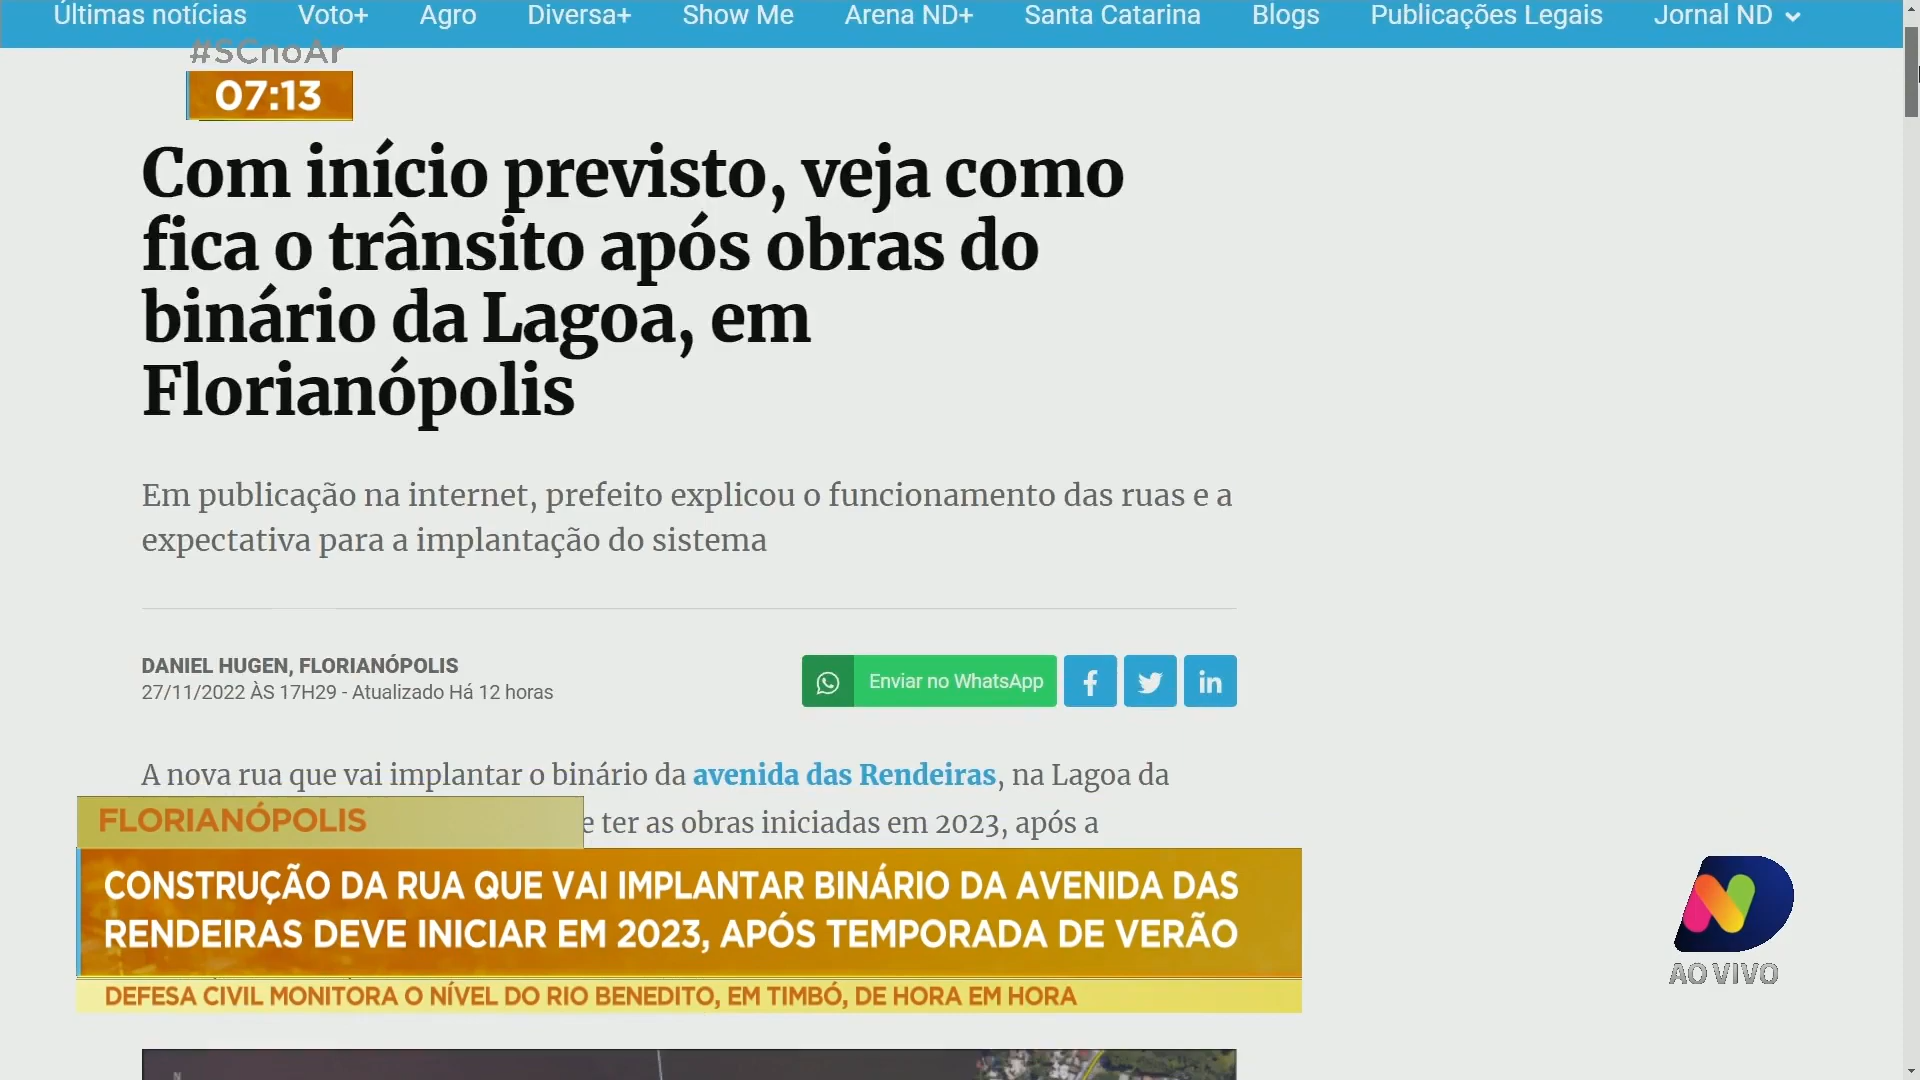 Últimas notícias Voto+ Agro Diversa+ Show Me Arena ND+ Santa Catarina Blogs Publicações Legais Jornal ND
#SCnoAr
07:13
Com início previsto, veja como
fica o trânsito após obras do
binário da Lagoa, em
Florianópolis
Em publicação na internet, prefeito explicou o funcionamento das ruas e a
expectativa para a implantação do sistema
DANIEL HUGEN, FLORIANÓPOLIS
27/11/2022 ÀS 17H29 - Atualizado Há 12 horas
Enviar no WhatsApp
A nova rua que vai implantar o binário da avenida das Rendeiras, na Lagoa da
e ter as obras iniciadas em 2023, após a
FLORIANÓPOLIS
CONSTRUÇÃO DA RUA QUE VAI IMPLANTAR BINÁRIO DA AVENIDA DAS
RENDEIRAS DEVE INICIAR EM 2023, APÓS TEMPORADA DE VERÃO
DEFESA CIVIL MONITORA O NÍVEL DO RIO BENEDITO, EM TIMBÓ, DE HORA EM HORA
AO VIVO